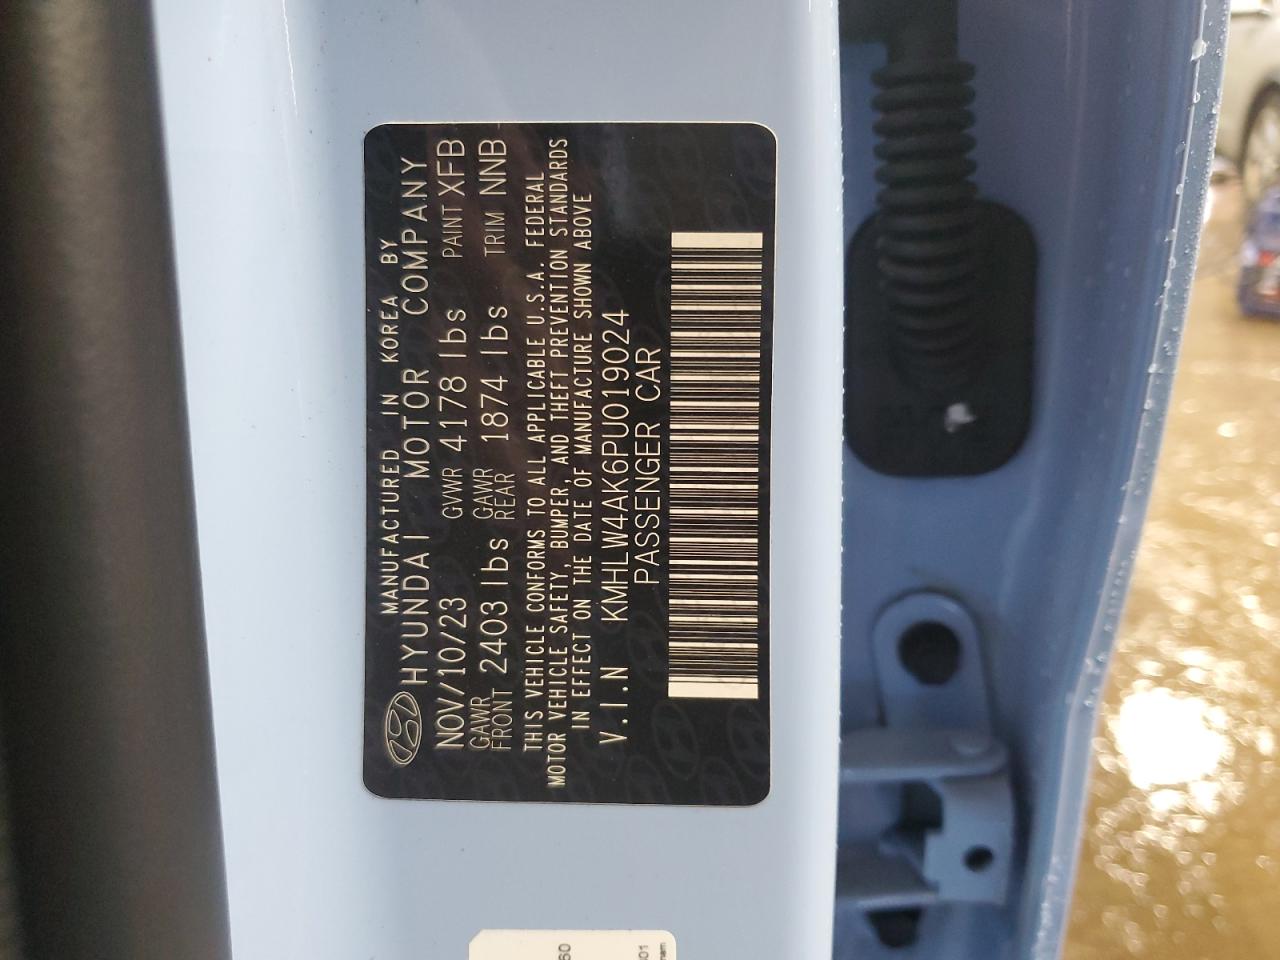 MANUFACTURED IN KOREA BY
HYUNDAI MOTOR COMPANY
NOV/10/23 GVWR 4178 lbs PAINT XFB
GAWR FRONT 2403 lbs GAWR REAR 1874 lbs TRIM NNB
THIS VEHICLE CONFORMS TO ALL APPLICABLE U.S.A. FEDERAL
MOTOR VEHICLE SAFETY, BUMPER, AND THEFT PREVENTION STANDARDS
IN EFFECT ON THE DATE OF MANUFACTURE SHOWN ABOVE
V.I.N KMHLW4AK6PU019024
PASSENGER CAR